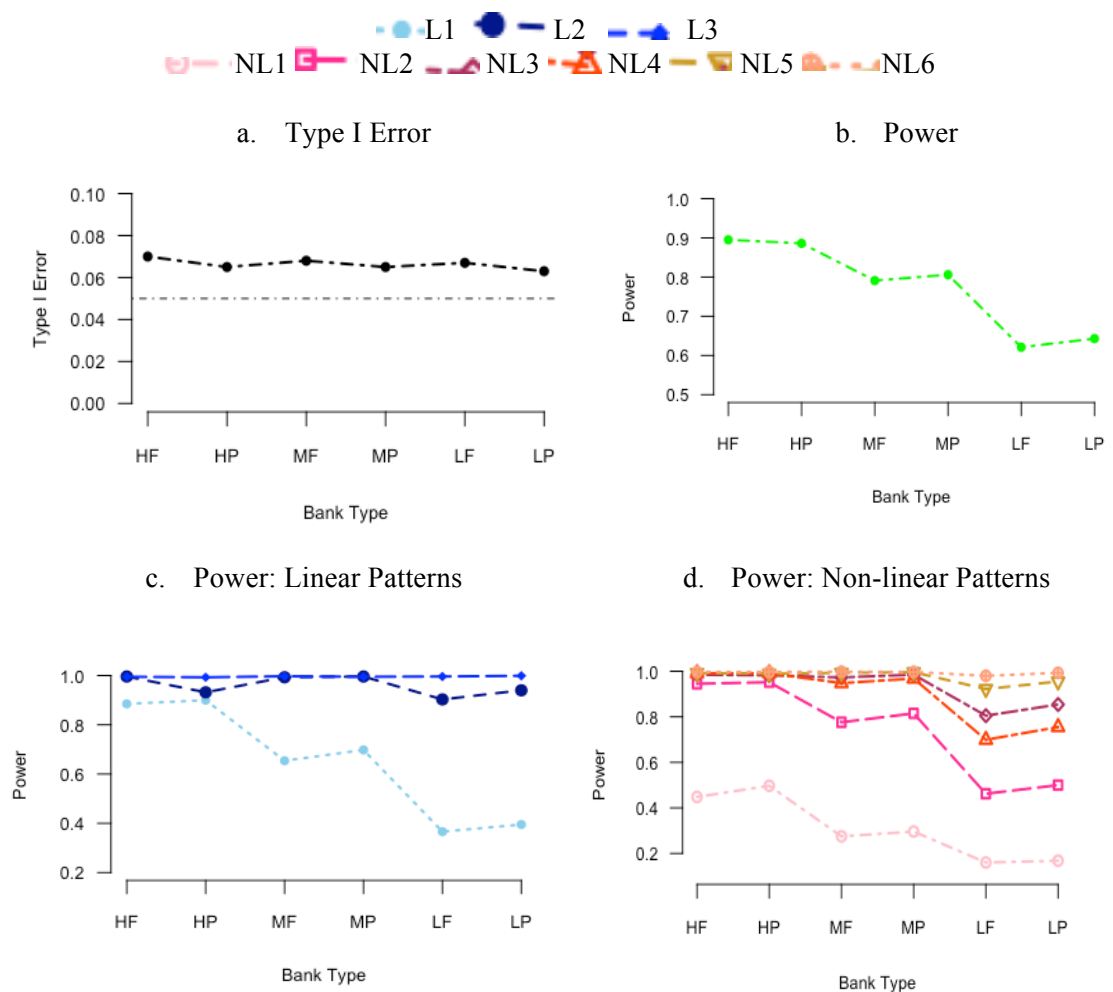 L1 L2 L3
NL1 NL2 NL3 NL4 NL5 NL6
a. Type I Error
0.10
0.08
0.06
0.04
0.02
0.00
Type I Error
HF HP MF MP LF LP
Bank Type
b. Power
1.0
0.9
0.8
0.7
0.6
0.5
Power
HF HP MF MP LF LP
Bank Type
c. Power: Linear Patterns
1.0
0.8
0.6
0.4
0.2
Power
HF HP MF MP LF LP
Bank Type
d. Power: Non-linear Patterns
1.0
0.8
0.6
0.4
0.2
Power
HF HP MF MP LF LP
Bank Type